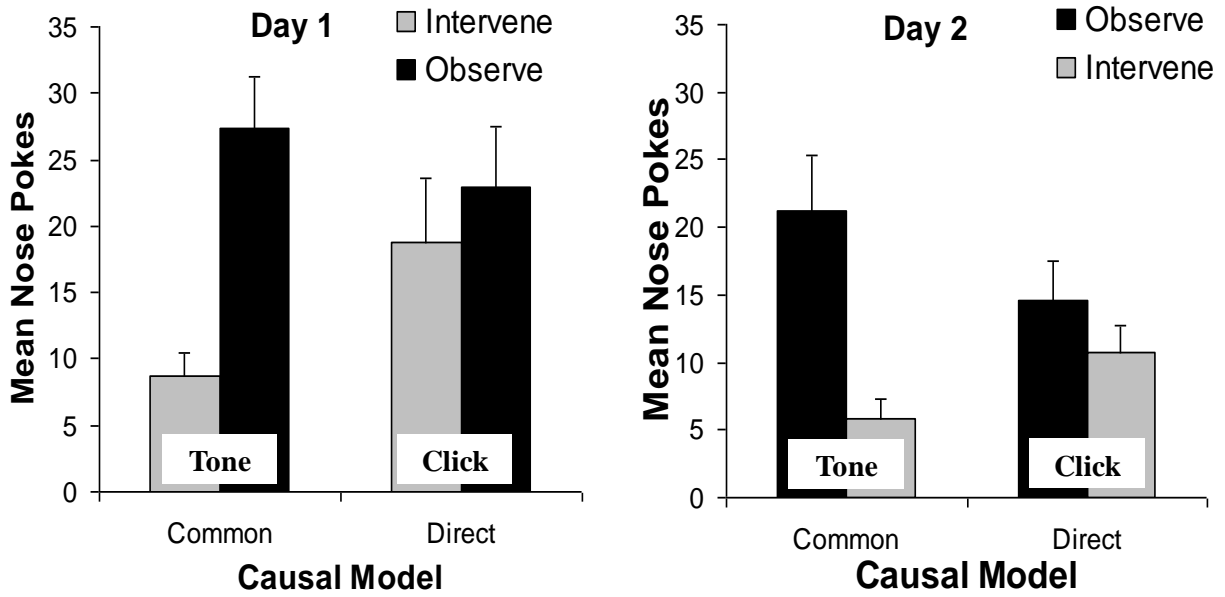 Day 1
Intervene
Observe
Mean Nose Pokes
35
30
25
20
15
10
5
0
Tone
Click
Common
Direct
Causal Model
Day 2
Observe
Intervene
Mean Nose Pokes
35
30
25
20
15
10
5
0
Tone
Click
Common
Direct
Causal Model